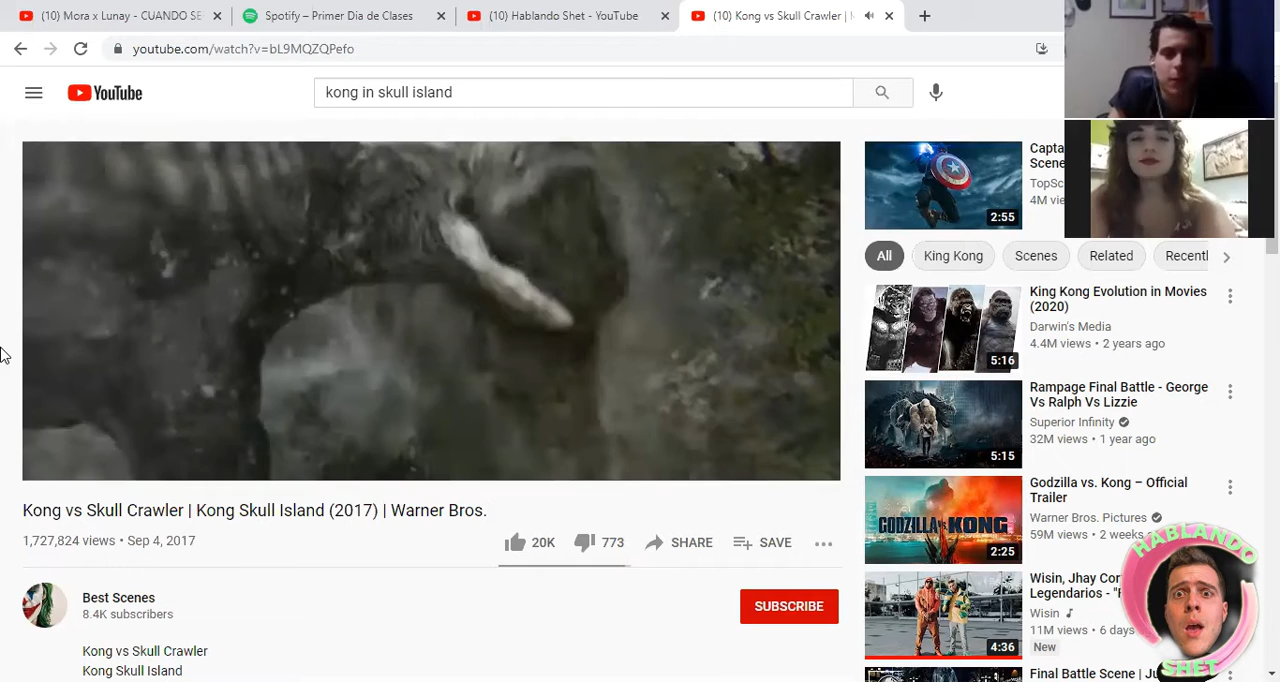 (10) Mora x Lunay - CUANDO SE
Spotify – Primer Día de Clases
(10) Hablando Shet - YouTube
(10) Kong vs Skull Crawler |
youtube.com/watch?v=bL9MQZQPefo
YouTube
kong in skull island
Capta
Scene
TopSc
4M vie
2:55
All
King Kong
Scenes
Related
Recentl
King Kong Evolution in Movies
(2020)
Darwin's Media
4.4M views • 2 years ago
5:16
Rampage Final Battle - George
Vs Ralph Vs Lizzie
Superior Infinity
32M views • 1 year ago
5:15
Godzilla vs. Kong – Official
Trailer
Warner Bros. Pictures
59M views • 2 weeks
GODZILLA vs KONG
2:25
Wisin, Jhay Cor
Legendarios - "F
Wisin
11M views • 6 days
New
4:36
Final Battle Scene | Ju
Kong vs Skull Crawler | Kong Skull Island (2017) | Warner Bros.
1,727,824 views • Sep 4, 2017
20K
773
SHARE
SAVE
Best Scenes
8.4K subscribers
SUBSCRIBE
Kong vs Skull Crawler
Kong Skull Island
HABLANDO
SHET